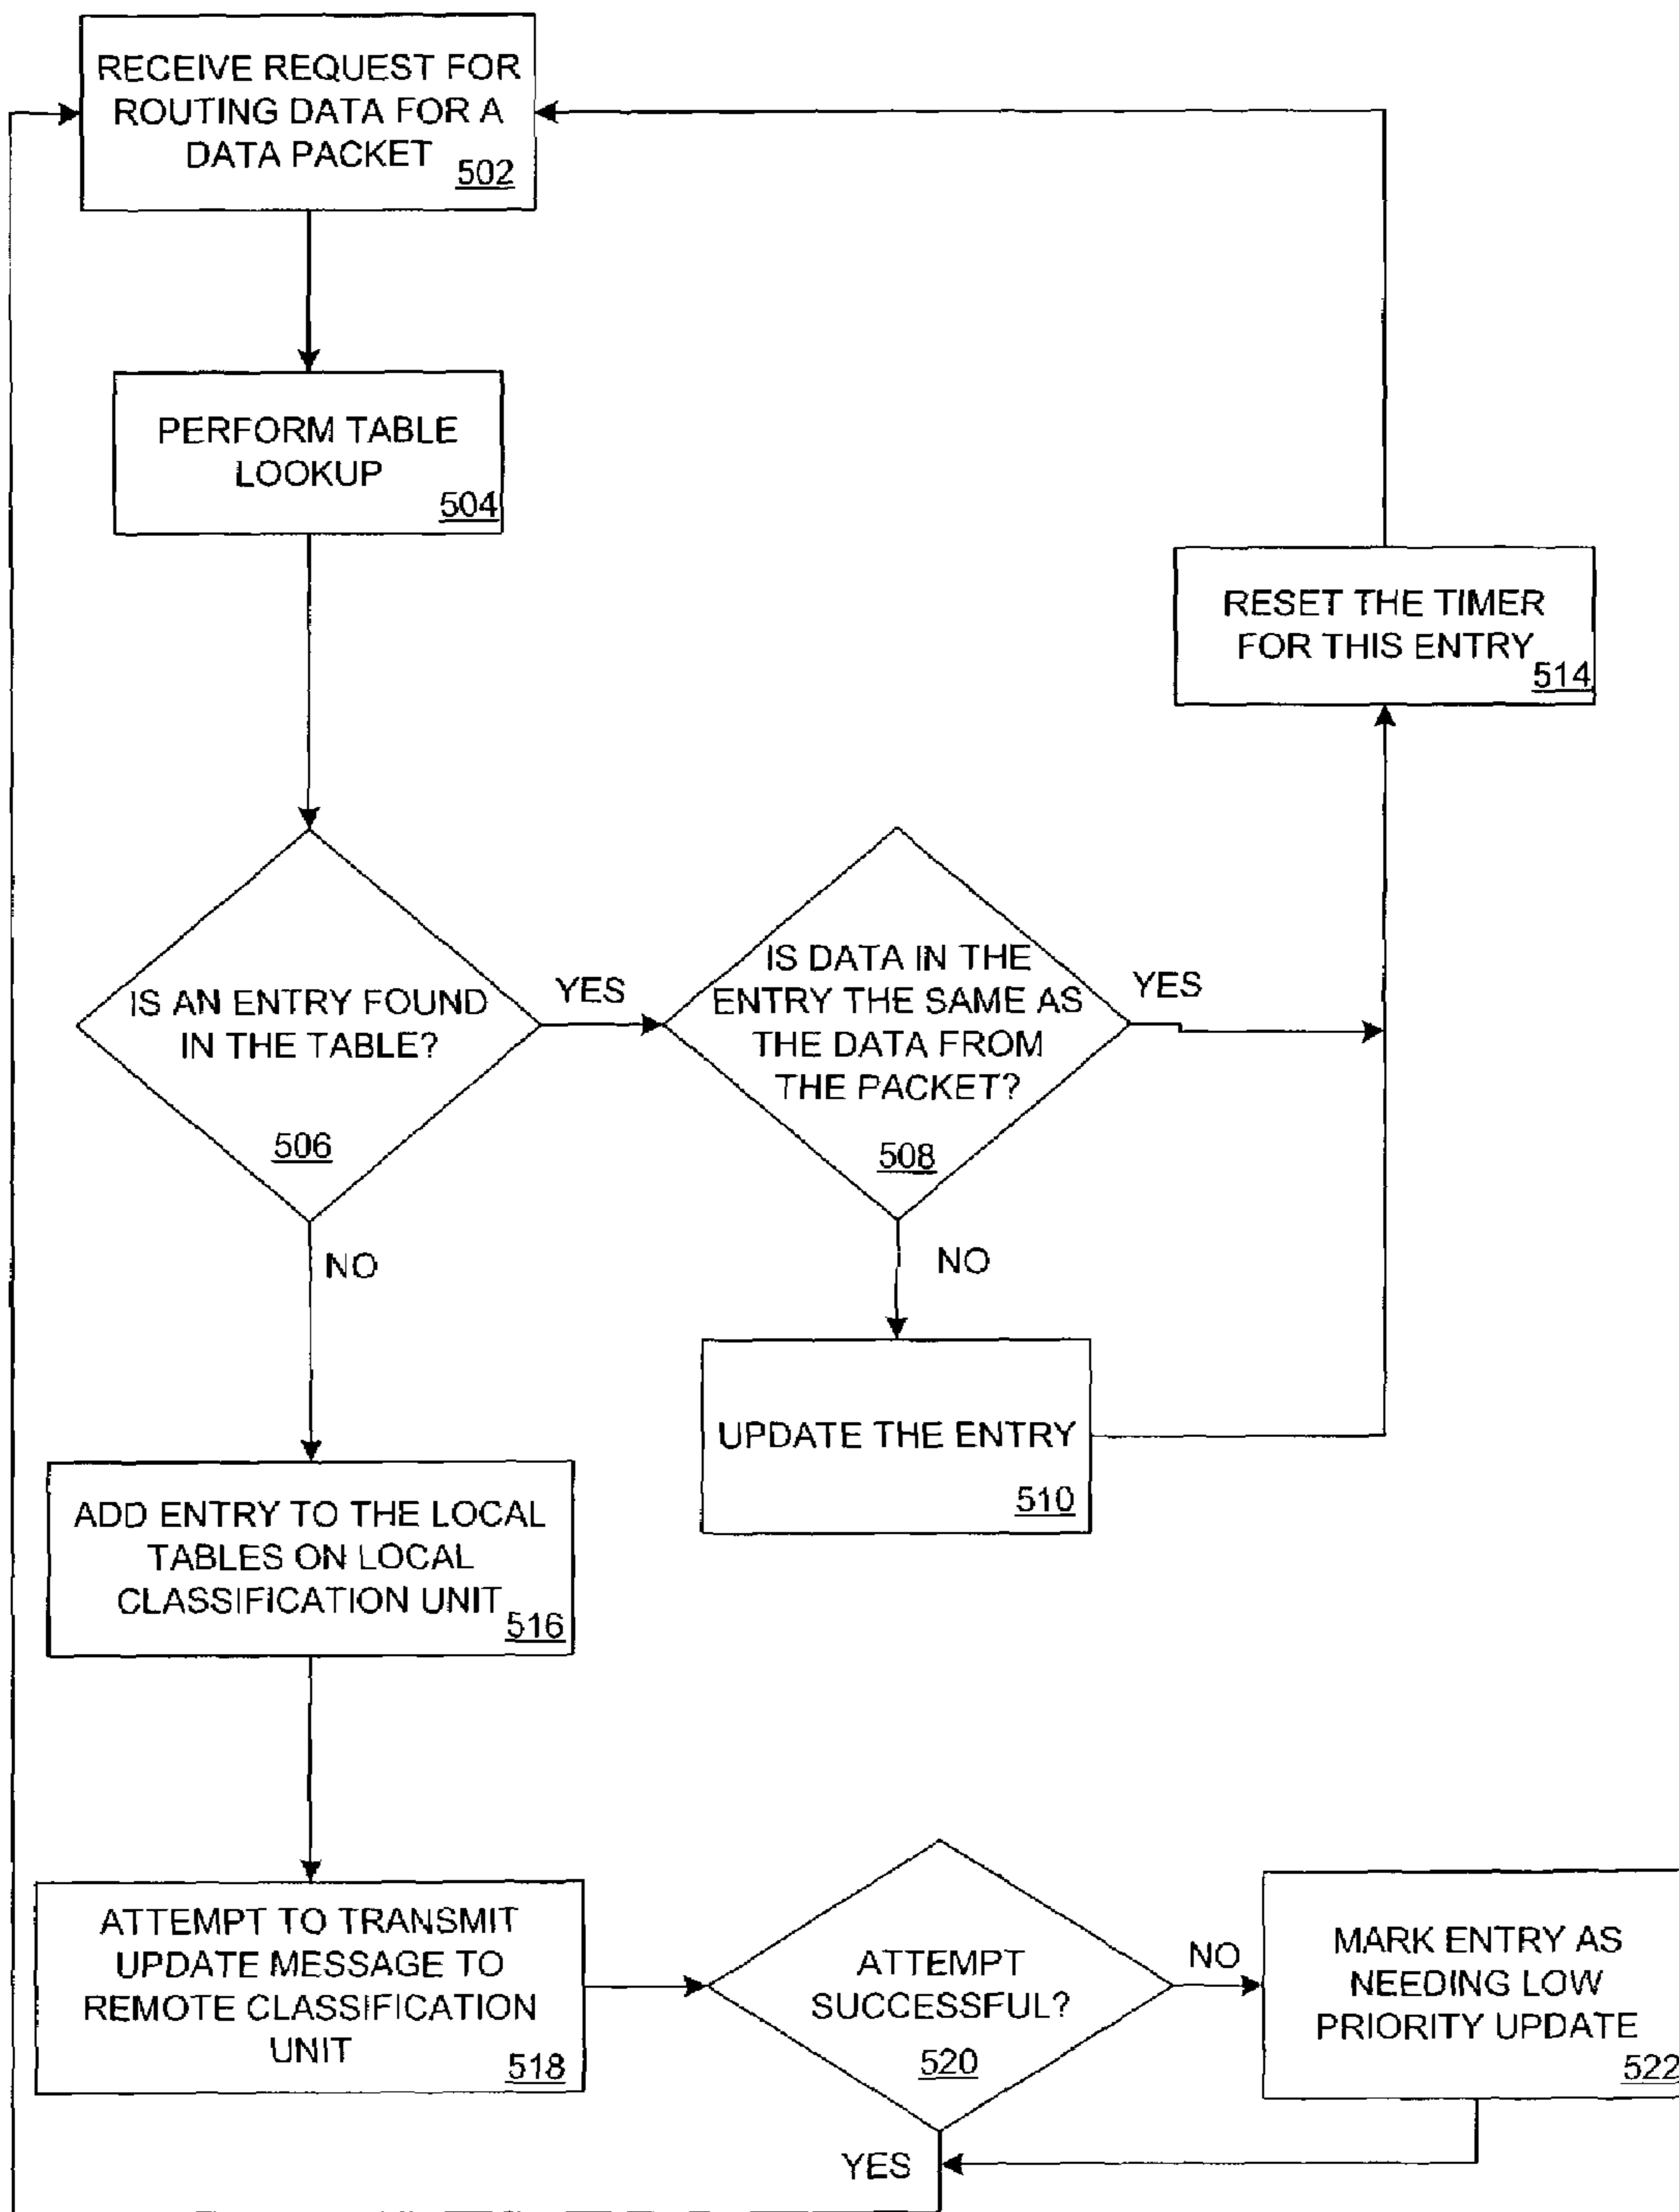 RECEIVE REQUEST FOR
ROUTING DATA FOR A
DATA PACKET
502
PERFORM TABLE
LOOKUP
504
RESET THE TIMER
FOR THIS ENTRY
514
IS AN ENTRY FOUND
IN THE TABLE?
506
YES
IS DATA IN THE
ENTRY THE SAME AS
THE DATA FROM
THE PACKET?
508
YES
NO
NO
UPDATE THE ENTRY
510
ADD ENTRY TO THE LOCAL
TABLES ON LOCAL
CLASSIFICATION UNIT
516
ATTEMPT TO TRANSMIT
UPDATE MESSAGE TO
REMOTE CLASSIFICATION
UNIT
518
ATTEMPT
SUCCESSFUL?
520
NO
MARK ENTRY AS
NEEDING LOW
PRIORITY UPDATE
522
YES